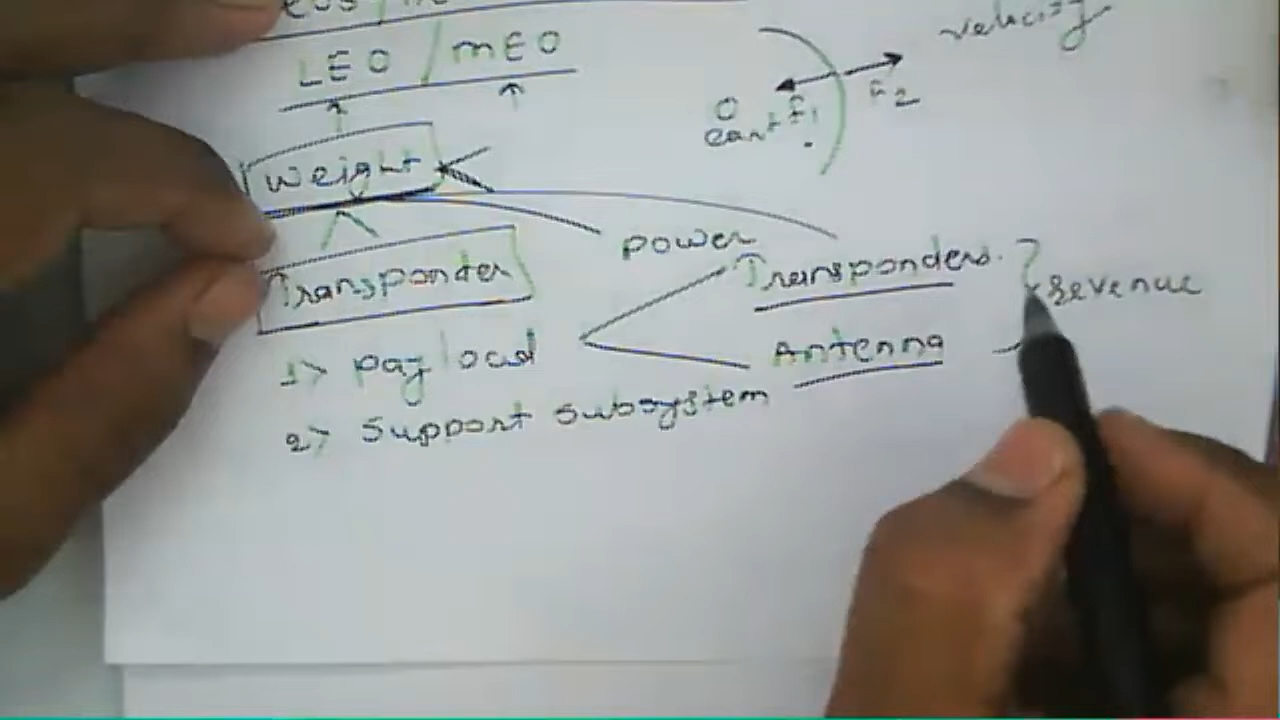 LEO / MEO
velocity
F1
F2
earth
Weight
power
Transponder
Transponders.
revenue
1> payload
Antenna
2> Support Subsystem